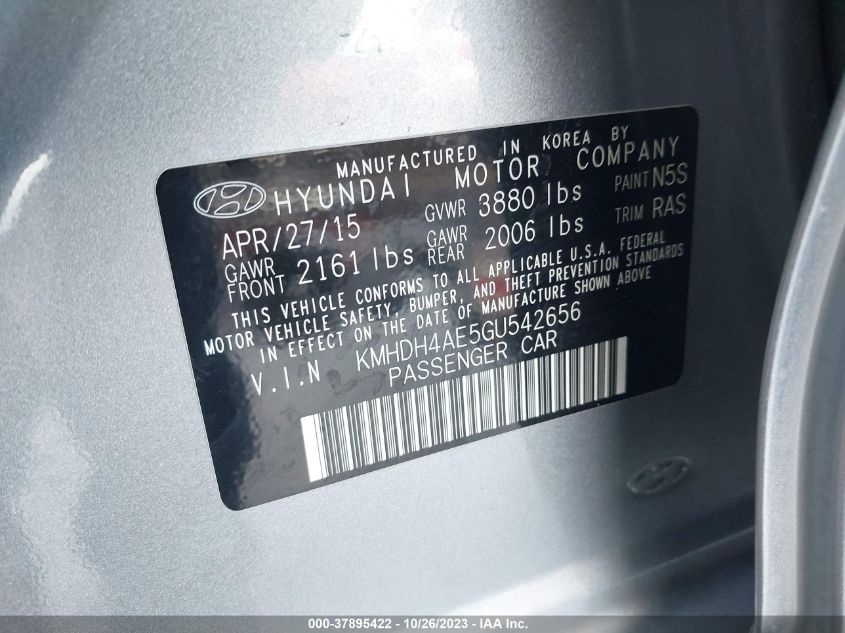 MANUFACTURED IN KOREA BY
HYUNDAI MOTOR COMPANY
APR/27/15 GVWR 3880 lbs PAINT N5S
GAWR FRONT 2161 lbs GAWR REAR 2006 lbs TRIM RAS
THIS VEHICLE CONFORMS TO ALL APPLICABLE U.S.A. FEDERAL
MOTOR VEHICLE SAFETY, BUMPER, AND THEFT PREVENTION STANDARDS
IN EFFECT ON THE DATE OF MANUFACTURE SHOWN ABOVE
V.I.N KMHDH4AE5GU542656
PASSENGER CAR
000-37895422 - 10/26/2023 - IAA Inc.